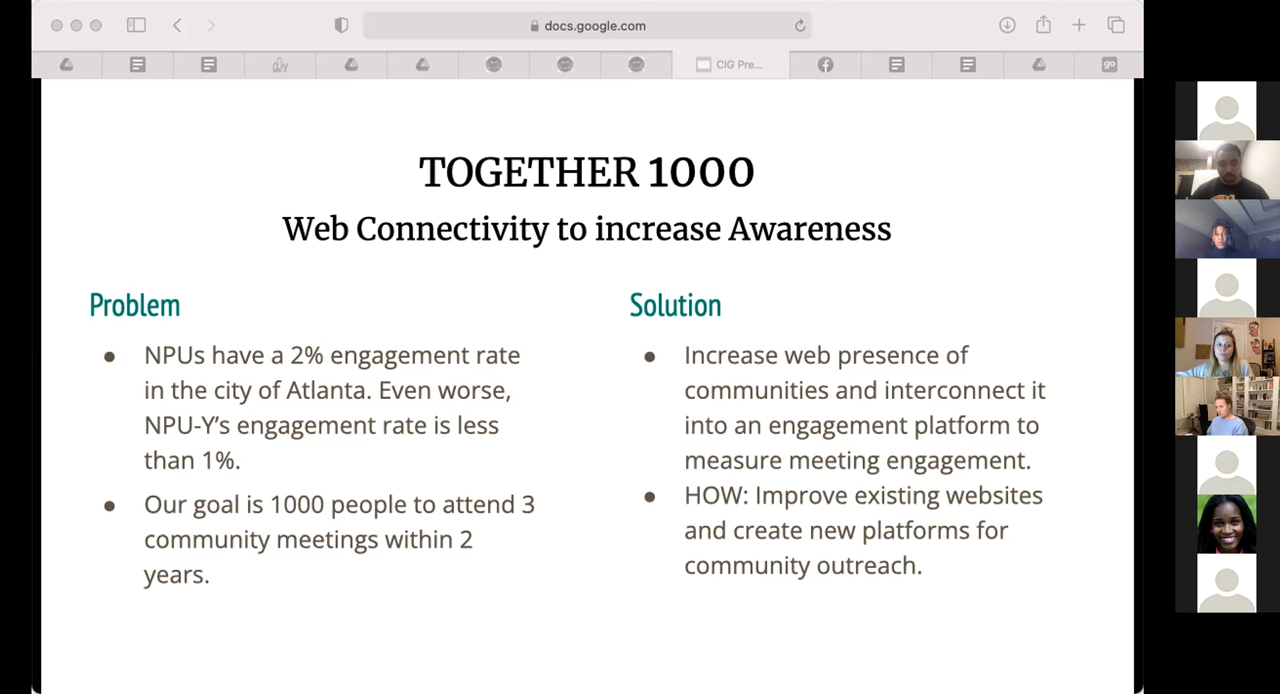 docs.google.com
CIG Pre...
go
TOGETHER 1000
Web Connectivity to increase Awareness
Problem
● NPUs have a 2% engagement rate
in the city of Atlanta. Even worse,
NPU-Y’s engagement rate is less
than 1%.
● Our goal is 1000 people to attend 3
community meetings within 2
years.
Solution
● Increase web presence of
communities and interconnect it
into an engagement platform to
measure meeting engagement.
● HOW: Improve existing websites
and create new platforms for
community outreach.